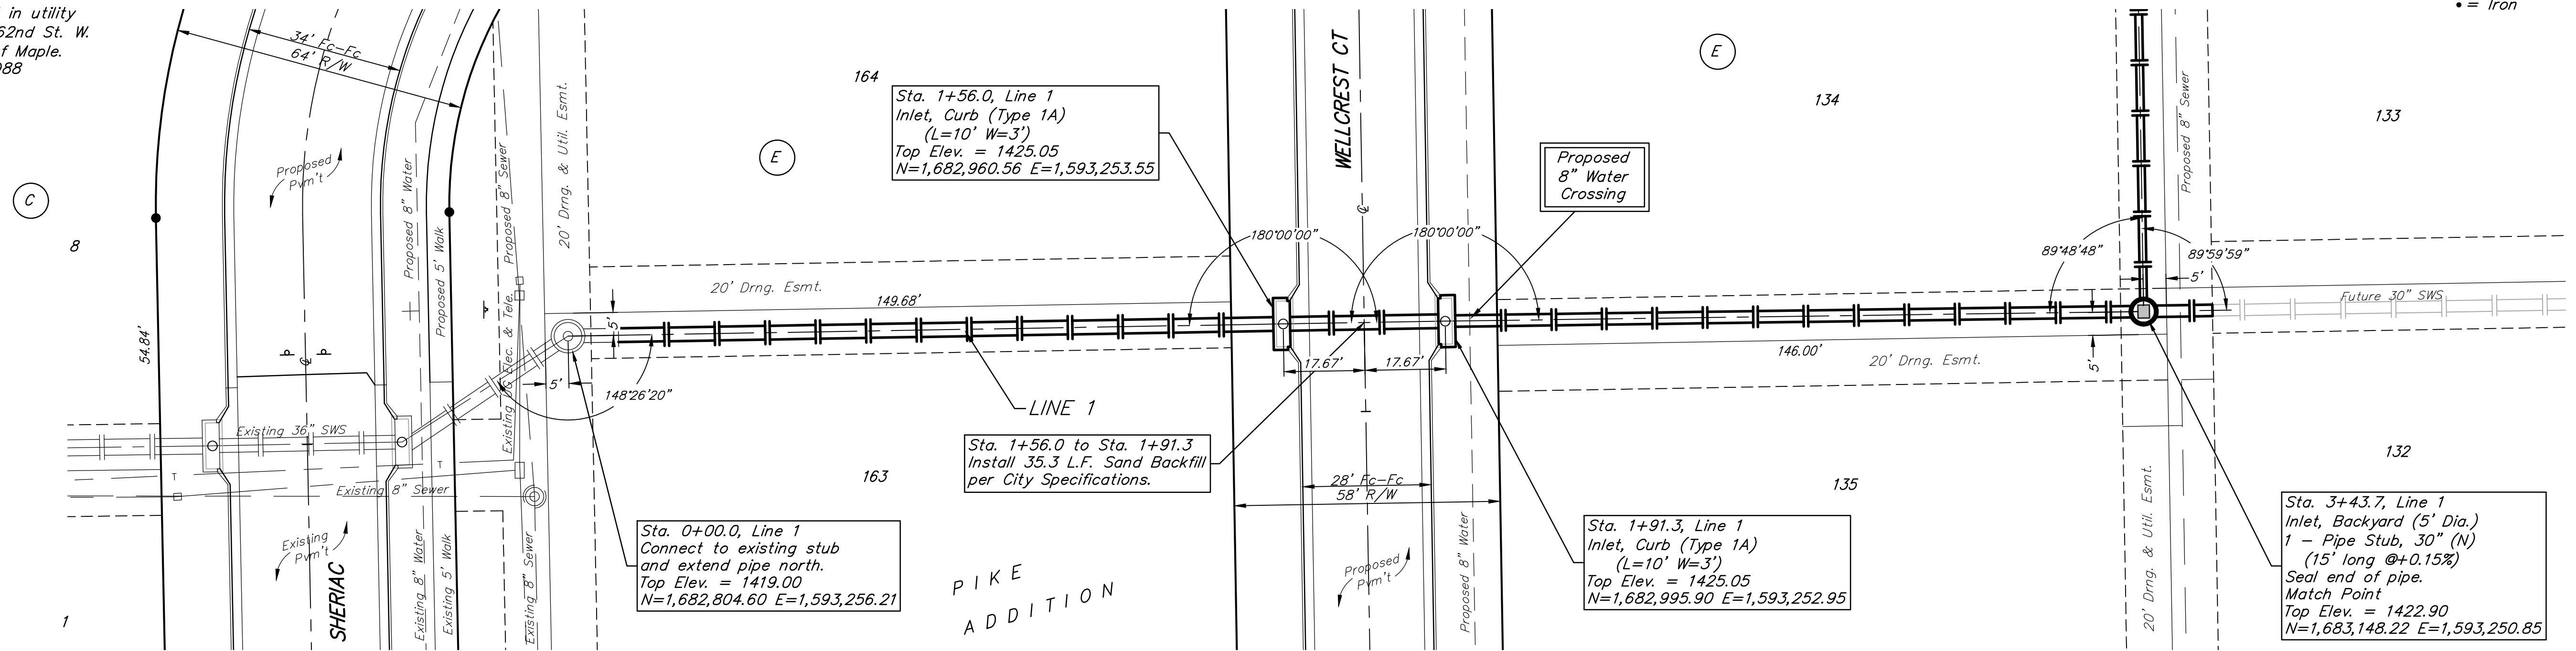 in utility
62nd St. W.
f Maple.
988
= Iron
34' Fc-Fc
64' R/W
20' Drng. & Util. Esmt.
164
Sta. 1+56.0, Line 1
Inlet, Curb (Type 1A)
(L=10' W=3')
Top Elev. = 1425.05
N=1,682,960.56 E=1,593,253.55
WELLCREST CT
E
134
Proposed 8" Sewer
133
Proposed
Pvm't
Proposed 8" Water
Proposed 8" Sewer
E
Proposed
8" Water
Crossing
C
8
Proposed 5' Walk
℄
180°00'00"
180°00'00"
89°48'48"
89°59'59"
5'
20' Drng. Esmt.
149.68'
5'
Future 30" SWS
54.84'
℄
Existing U/G Elec. & Tele.
5'
148°26'20"
17.67'
17.67'
146.00'
20' Drng. Esmt.
5'
LINE 1
Existing 36" SWS
T
T
Existing 8" Sewer
Sta. 1+56.0 to Sta. 1+91.3
Install 35.3 L.F. Sand Backfill
per City Specifications.
163
28' Fc-Fc
58' R/W
135
132
Existing
Pvm't
SHERIAC
Existing 8" Water
Existing 5' Walk
Existing 8" Sewer
Sta. 0+00.0, Line 1
Connect to existing stub
and extend pipe north.
Top Elev. = 1419.00
N=1,682,804.60 E=1,593,256.21
PIKE
ADDITION
Proposed
Pvm't
Proposed 8" Water
Sta. 1+91.3, Line 1
Inlet, Curb (Type 1A)
(L=10' W=3')
Top Elev. = 1425.05
N=1,682,995.90 E=1,593,252.95
20' Drng. & Util. Esmt.
Sta. 3+43.7, Line 1
Inlet, Backyard (5' Dia.)
1 - Pipe Stub, 30" (N)
(15' long @+0.15%)
Seal end of pipe.
Match Point
Top Elev. = 1422.90
N=1,683,148.22 E=1,593,250.85
1